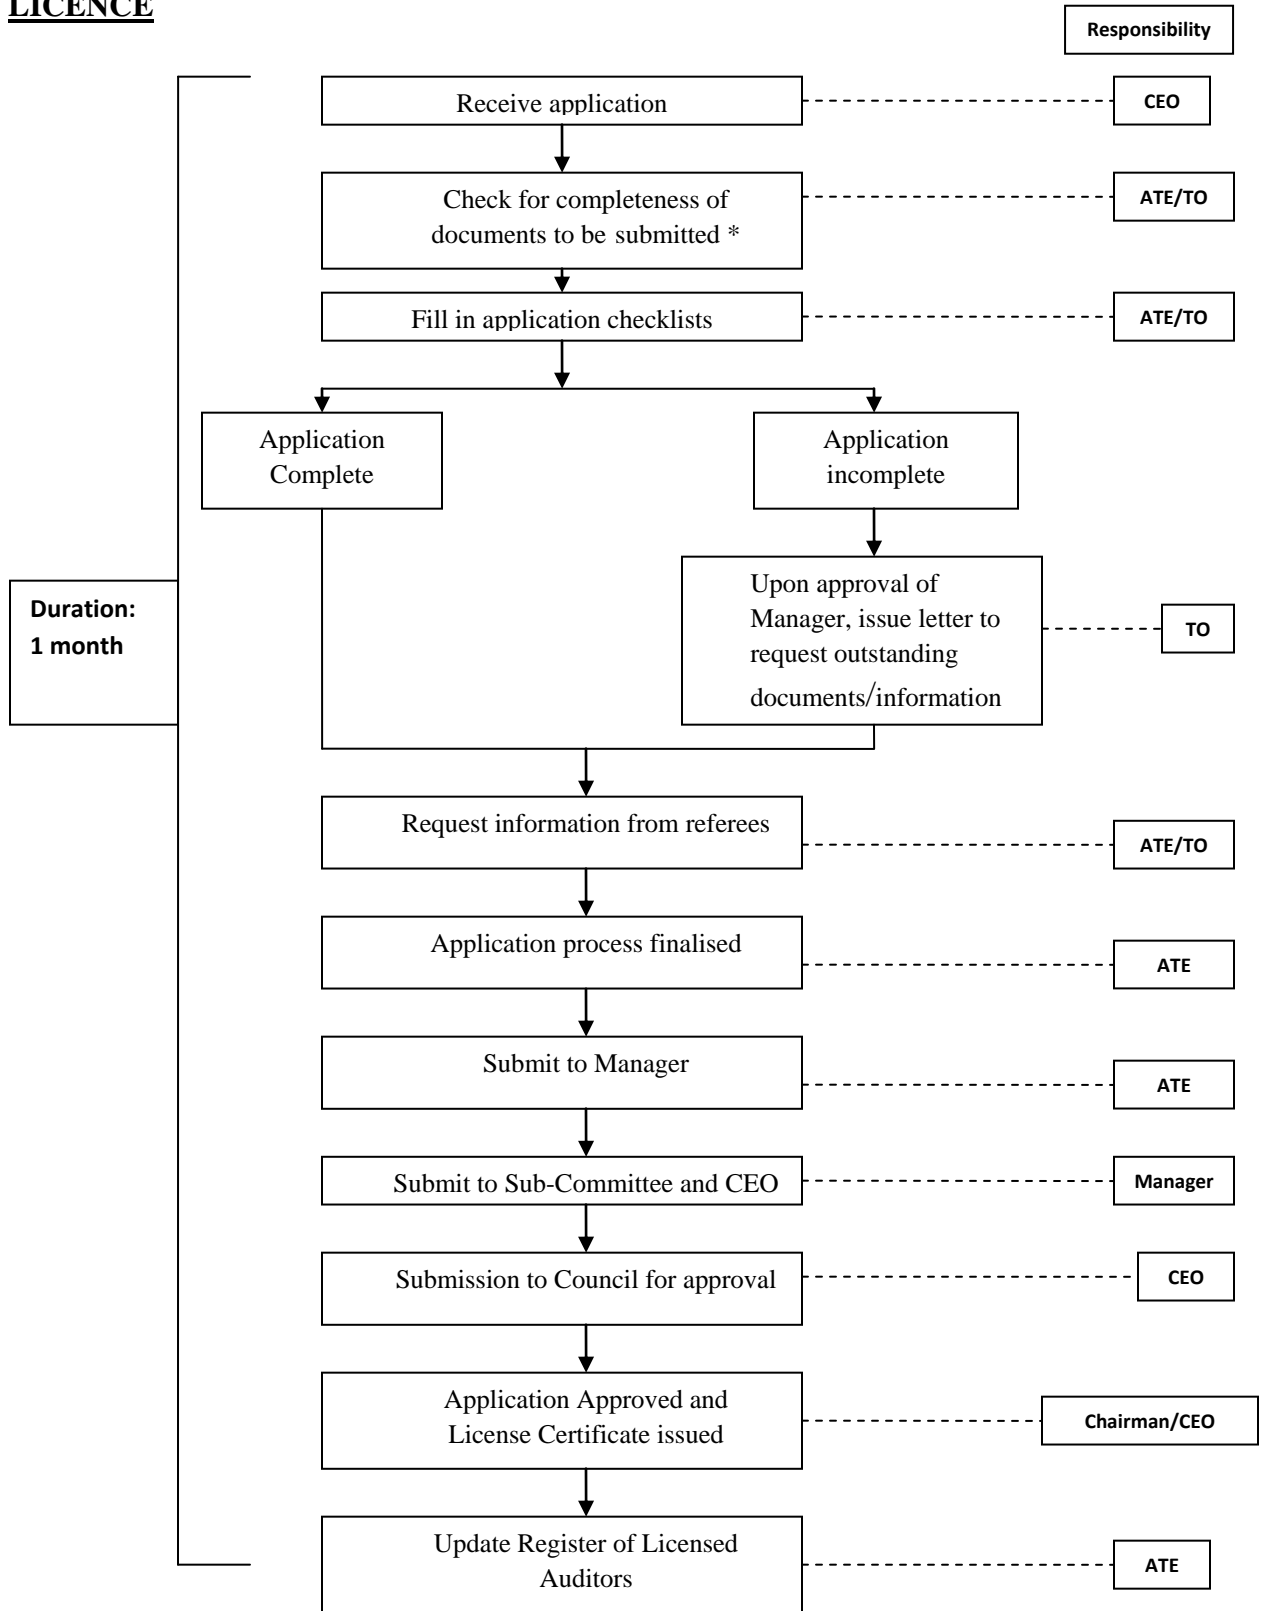 LICENCE
Responsibility
Receive application
CEO
Check for completeness of
documents to be submitted *
ATE/TO
Fill in application checklists
ATE/TO
Application
Complete
Application
incomplete
Upon approval of
Manager, issue letter to
request outstanding
documents/information
TO
Duration:
1 month
Request information from referees
ATE/TO
Application process finalised
ATE
Submit to Manager
ATE
Submit to Sub-Committee and CEO
Manager
Submission to Council for approval
CEO
Application Approved and
License Certificate issued
Chairman/CEO
Update Register of Licensed
Auditors
ATE